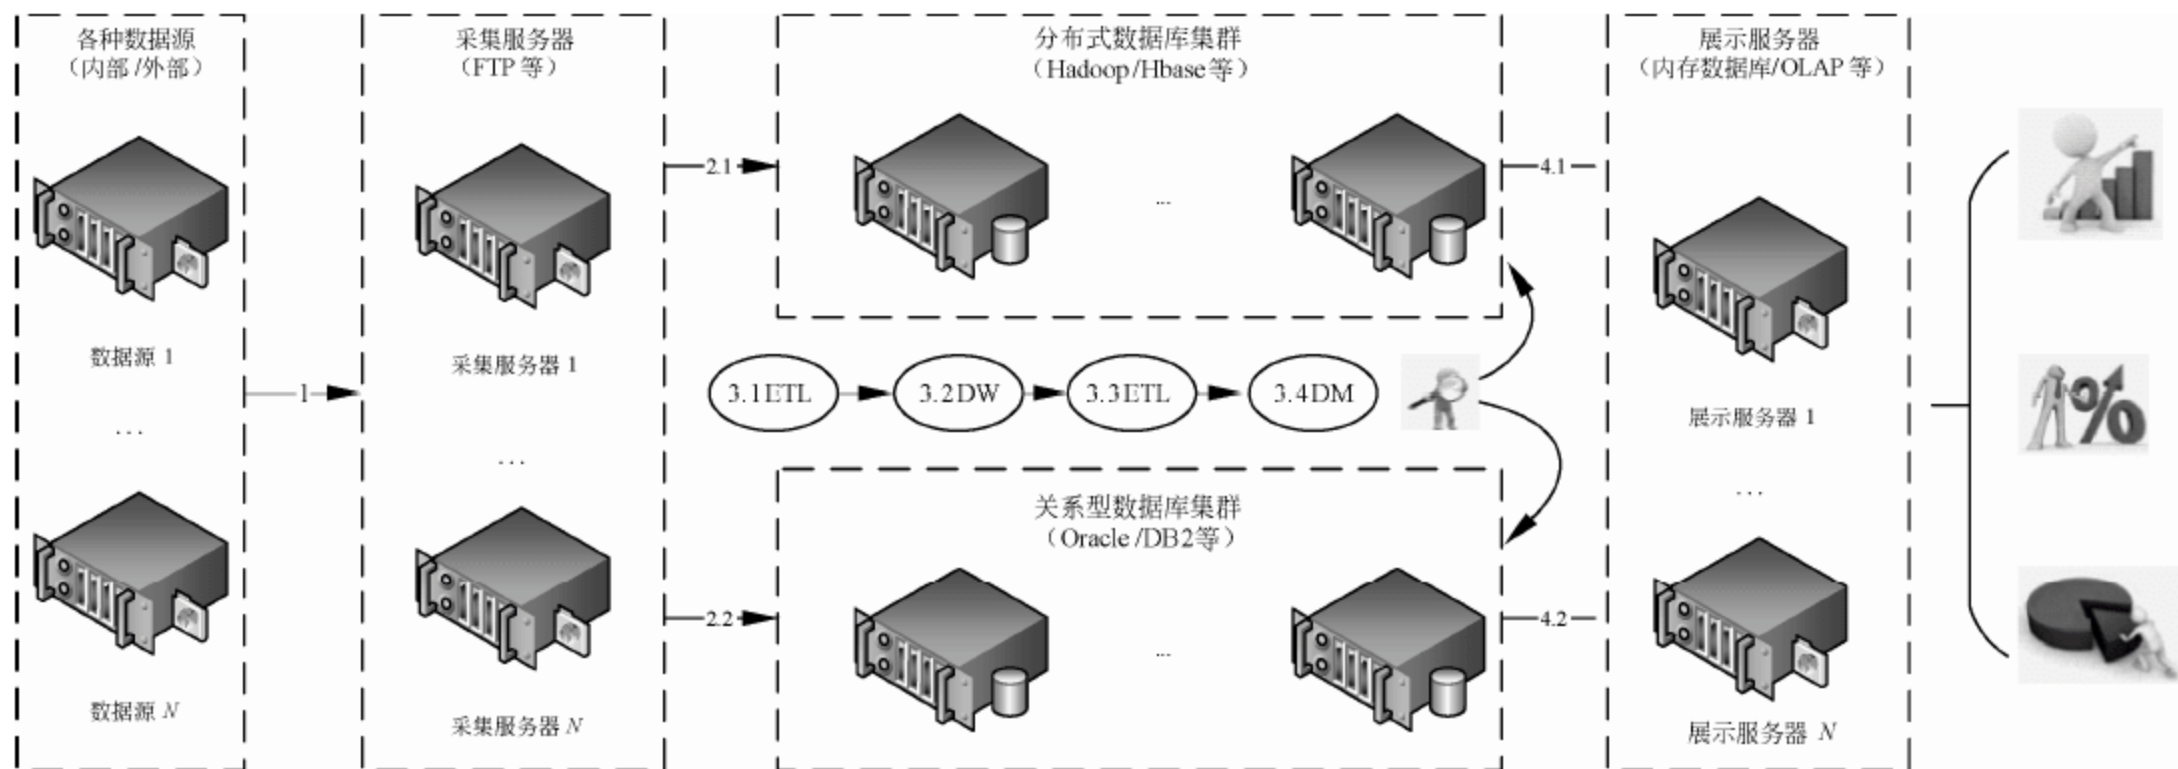 各种数据源
（内部/外部）
数据源 1
...
数据源 N
1
采集服务器
（FTP 等）
采集服务器 1
...
采集服务器 N
2.1
2.2
分布式数据库集群
（Hadoop/Hbase等）
...
3.1ETL
3.2DW
3.3ETL
3.4DM
关系型数据库集群
（Oracle/DB2等）
...
4.1
4.2
展示服务器
（内存数据库/OLAP 等）
展示服务器 1
...
展示服务器 N
%